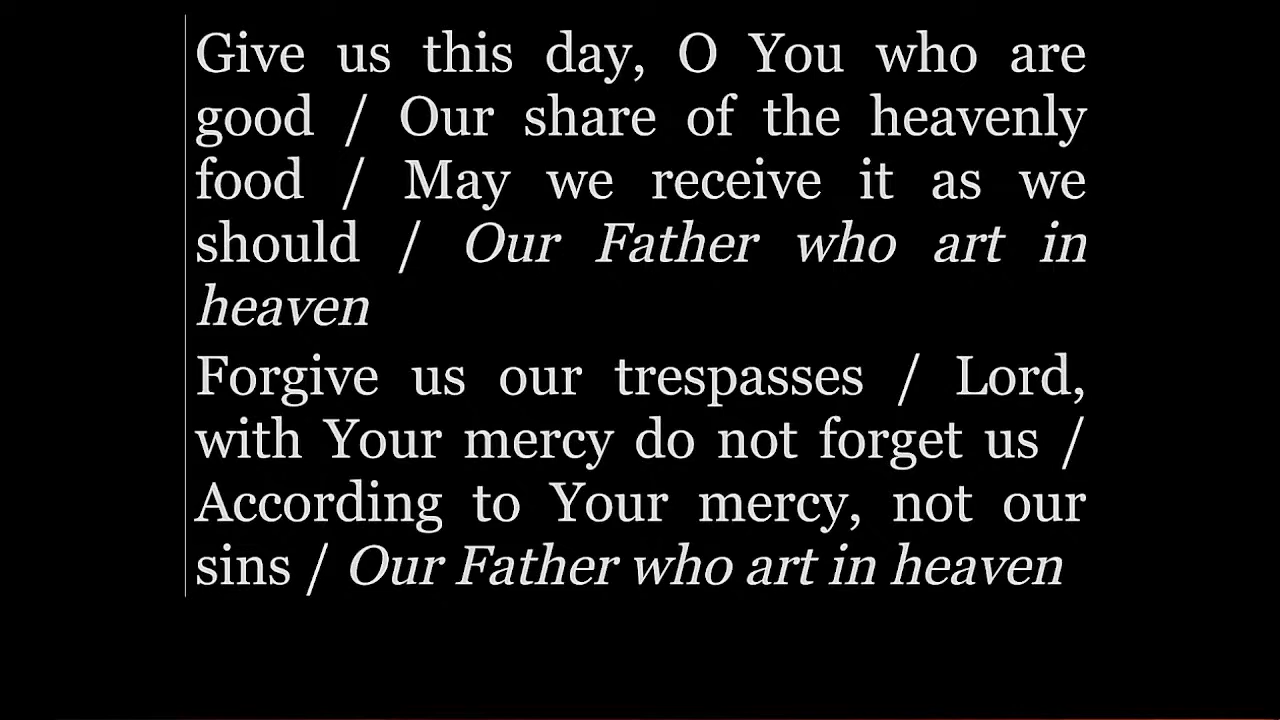 Give us this day, O You who are
good / Our share of the heavenly
food / May we receive it as we
should / Our Father who art in
heaven
Forgive us our trespasses / Lord,
with Your mercy do not forget us /
According to Your mercy, not our
sins / Our Father who art in heaven